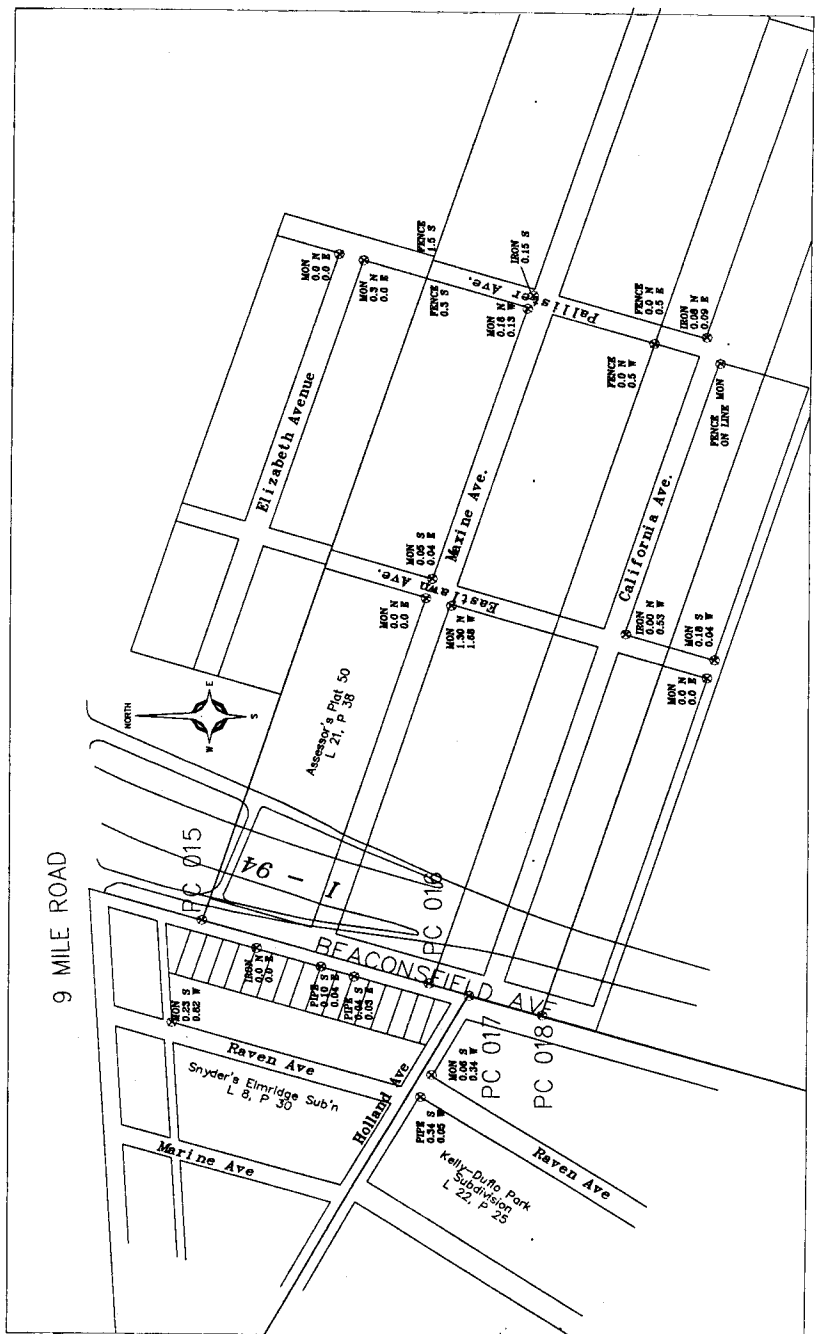 FENCE
1.5 S
MON
0.0 N
0.0 E
MON
0.3 N
0.0 E
FENCE
0.3 S
IRON
0.15 S
Elizabeth Avenue
MON
0.18 N
0.13 W
Palliser Ave.
FENCE
0.0 N
0.5 E
IRON
0.08 N
0.09 E
FENCE
0.0 N
0.5 W
FENCE MON
ON LINE
Maxine Ave.
California Ave.
MON
0.05 S
0.04 E
Eastlawn Ave.
MON
0.0 N
0.0 E
MON
1.30 N
1.68 W
IRON
0.00 N
0.53 W
MON
0.18 S
0.04 W
MON
0.0 N
0.0 E
NORTH
E
S
W
Assessor's Plat 50
L 21, P 38
9 MILE ROAD
PC 015
I - 94
PC 016
BEACONSFIELD AVE
PC 017
PC 018
IRON
0.0 N
0.0 E
PIPE
0.10 S
0.04 E
PIPE
0.04 S
0.03 E
MON
0.23 S
0.82 W
Raven Ave
Snyder's Elmridge Sub'n
L 8, P 30
Marine Ave
Holland Ave
MON
0.06 S
0.34 W
PIPE
0.34 S
0.05 W
Raven Ave
Kelly-Duflo Park
Subdivision
L 22, P 25